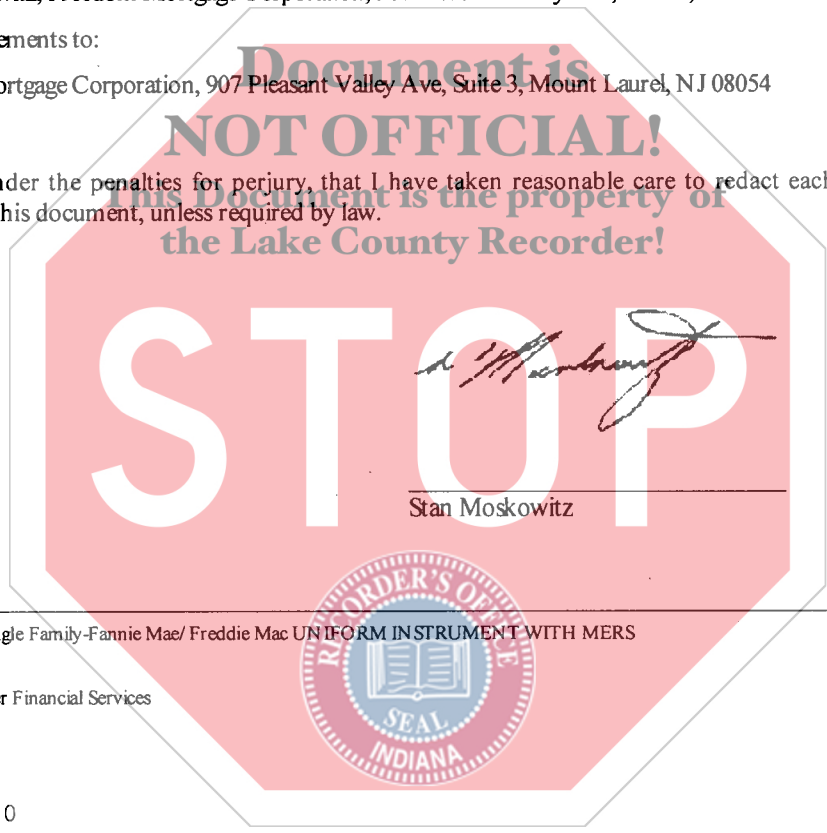 ements to:
Document is
ortgage Corporation, 907 Pleasant Valley Ave, Suite 3, Mount Laurel, NJ 08054
NOT OFFICIAL!
nder the penalties for perjury, that I have taken reasonable care to redact each
This Document is the property of
his document, unless required by law.
the Lake County Recorder!
STOP
Stan Moskowitz
RECORDER'S OFFICE
gle Family-Fannie Mae/ Freddie Mac UNIFORM INSTRUMENT WITH MERS
r Financial Services
SEAL
INDIANA
0